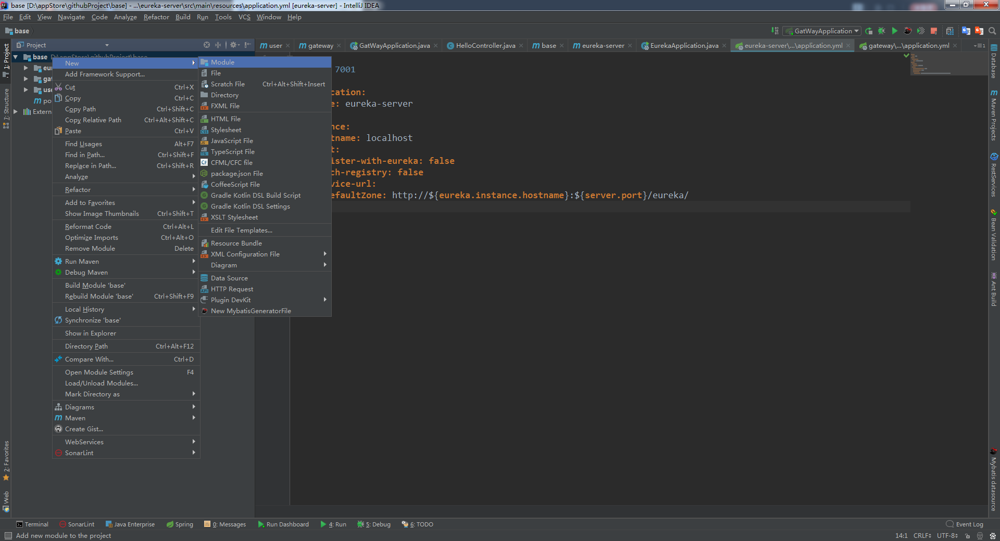 base [D:\appStore\githubProject\base] - ...\eureka-server\src\main\resources\application.yml [eureka-server] - IntelliJ IDEA
File Edit View Navigate Code Analyze Refactor Build Run Tools VCS Window Help
base
GatWayApplication
Project
user
gateway
GatWayApplication.java
HelloController.java
base
eureka-server
EurekaApplication.java
eureka-server\...\application.yml
gateway\...\application.yml
1
1: Project
7: Structure
2: Favorites
Web
base D:\appStore\githubProject\base
eur
gat
use
po
Extern
New
Add Framework Support...
Cut Ctrl+X
Copy Ctrl+C
Copy Path Ctrl+Shift+C
Copy Relative Path Ctrl+Alt+Shift+C
Paste Ctrl+V
Find Usages Alt+F7
Find in Path... Ctrl+Shift+F
Replace in Path... Ctrl+Shift+R
Analyze
Refactor
Add to Favorites
Show Image Thumbnails Ctrl+Shift+T
Reformat Code Ctrl+Alt+L
Optimize Imports Ctrl+Alt+O
Remove Module Delete
Run Maven
Debug Maven
Build Module 'base'
Rebuild Module 'base' Ctrl+Shift+F9
Local History
Synchronize 'base'
Show in Explorer
Directory Path Ctrl+Alt+F12
Compare With... Ctrl+D
Open Module Settings F4
Load/Unload Modules...
Mark Directory as
Diagrams
Maven
Create Gist...
WebServices
SonarLint
Module
File
Scratch File Ctrl+Alt+Shift+Insert
Directory
FXML File
HTML File
Stylesheet
JavaScript File
TypeScript File
CFML/CFC file
package.json File
CoffeeScript File
Gradle Kotlin DSL Build Script
Gradle Kotlin DSL Settings
XSLT Stylesheet
Edit File Templates...
Resource Bundle
XML Configuration File
Diagram
Data Source
HTTP Request
Plugin DevKit
New MybatisGeneratorFile
7001
cation:
e: eureka-server
nce:
tname: localhost
t:
ister-with-eureka: false
ch-registry: false
vice-url:
efaultZone: http://${eureka.instance.hostname}:${server.port}/eureka/
Database
Maven Projects
RestServices
Bean Validation
Ant Build
Mybatis datasource
Terminal
SonarLint
Java Enterprise
Spring
0: Messages
Run Dashboard
4: Run
5: Debug
6: TODO
Event Log
Add new module to the project
14:1 CRLF UTF-8